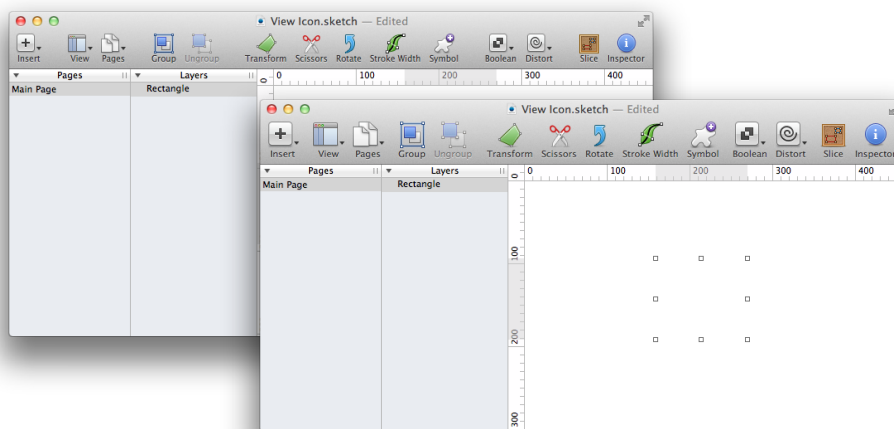 View Icon.sketch — Edited
Insert View Pages Group Ungroup Transform Scissors Rotate Stroke Width Symbol Boolean Distort Slice Inspector
Pages Layers 0 100 200 300 400
Main Page Rectangle
0
View Icon.sketch — Edited
Insert View Pages Group Ungroup Transform Scissors Rotate Stroke Width Symbol Boolean Distort Slice Inspector
Pages Layers 0 100 200 300 400
Main Page Rectangle
0
100
200
300